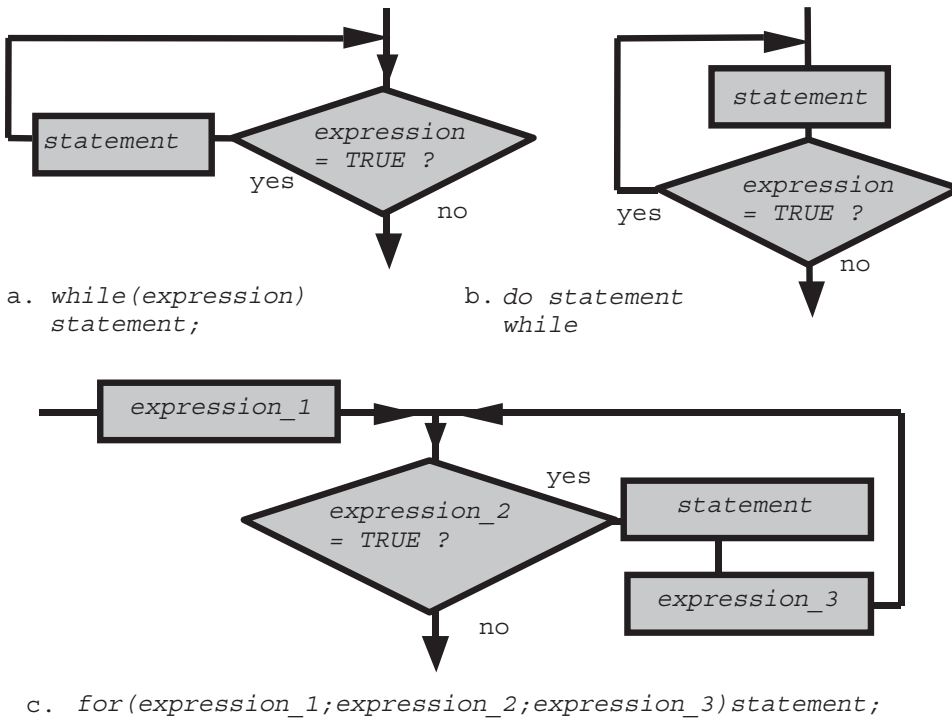 expression
= TRUE ?
statement
yes
no
a. while(expression)
statement;
statement
expression
= TRUE ?
yes
no
b. do statement
while
expression_1
expression_2
= TRUE ?
yes
statement
expression_3
no
c. for(expression_1;expression_2;expression_3)statement;